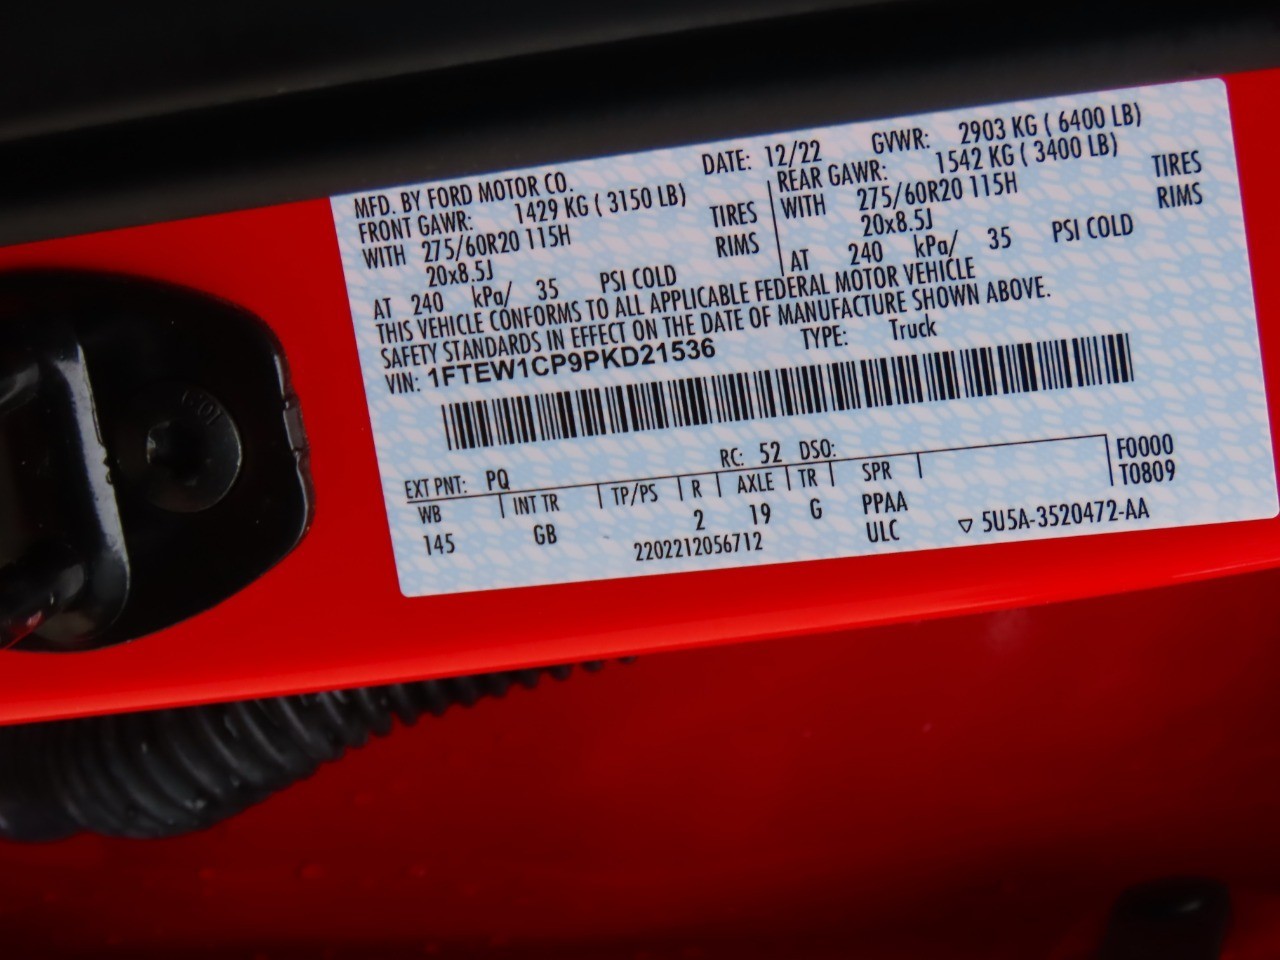 MFD. BY FORD MOTOR CO. DATE: 12/22 GVWR: 2903 KG ( 6400 LB)
FRONT GAWR: 1429 KG ( 3150 LB) REAR GAWR: 1542 KG ( 3400 LB)
WITH 275/60R20 115H TIRES WITH 275/60R20 115H TIRES
20x8.5J RIMS 20x8.5J RIMS
AT 240 kPa/ 35 PSI COLD AT 240 kPa/ 35 PSI COLD
THIS VEHICLE CONFORMS TO ALL APPLICABLE FEDERAL MOTOR VEHICLE
SAFETY STANDARDS IN EFFECT ON THE DATE OF MANUFACTURE SHOWN ABOVE.
VIN: 1FTEW1CP9PKD21536 TYPE: Truck
EXT PNT: PQ RC: 52 DSO: F0000
WB INT TR TP/PS R AXLE TR SPR T0809
145 GB 2 19 G PPAA
2202212056712 ULC ▽ 5U5A-3520472-AA